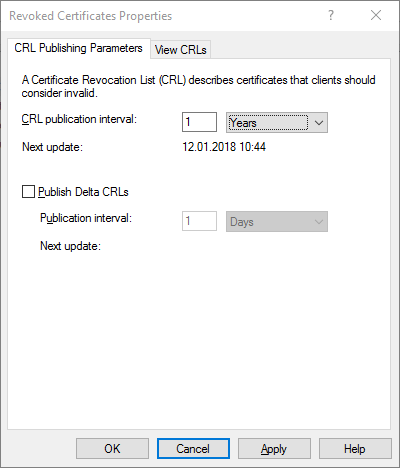 Revoked Certificates Properties
CRL Publishing Parameters View CRLs
A Certificate Revocation List (CRL) describes certificates that clients should
consider invalid.
CRL publication interval: 1 Years
Next update: 12.01.2018 10:44
Publish Delta CRLs
Publication interval: 1 Days
Next update:
OK Cancel Apply Help